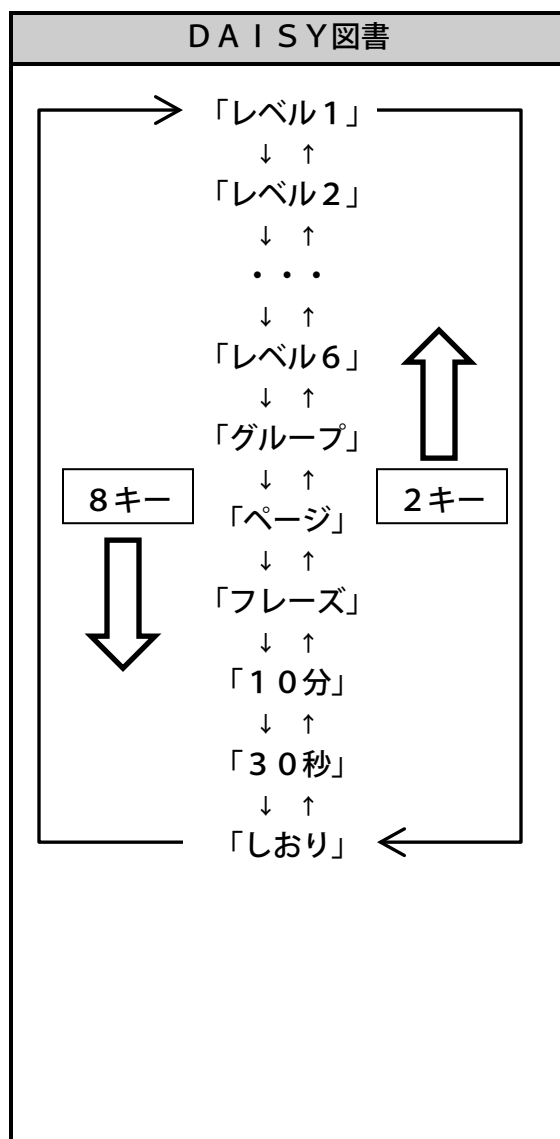 ＤＡＩＳＹ図書
「レベル１」
↓ ↑
「レベル２」
↓ ↑
・・・
↓ ↑
「レベル６」
↓ ↑
「グループ」
↓ ↑
８キー
２キー
「ページ」
↓ ↑
「フレーズ」
↓ ↑
「１０分」
↓ ↑
「３０秒」
↓ ↑
「しおり」